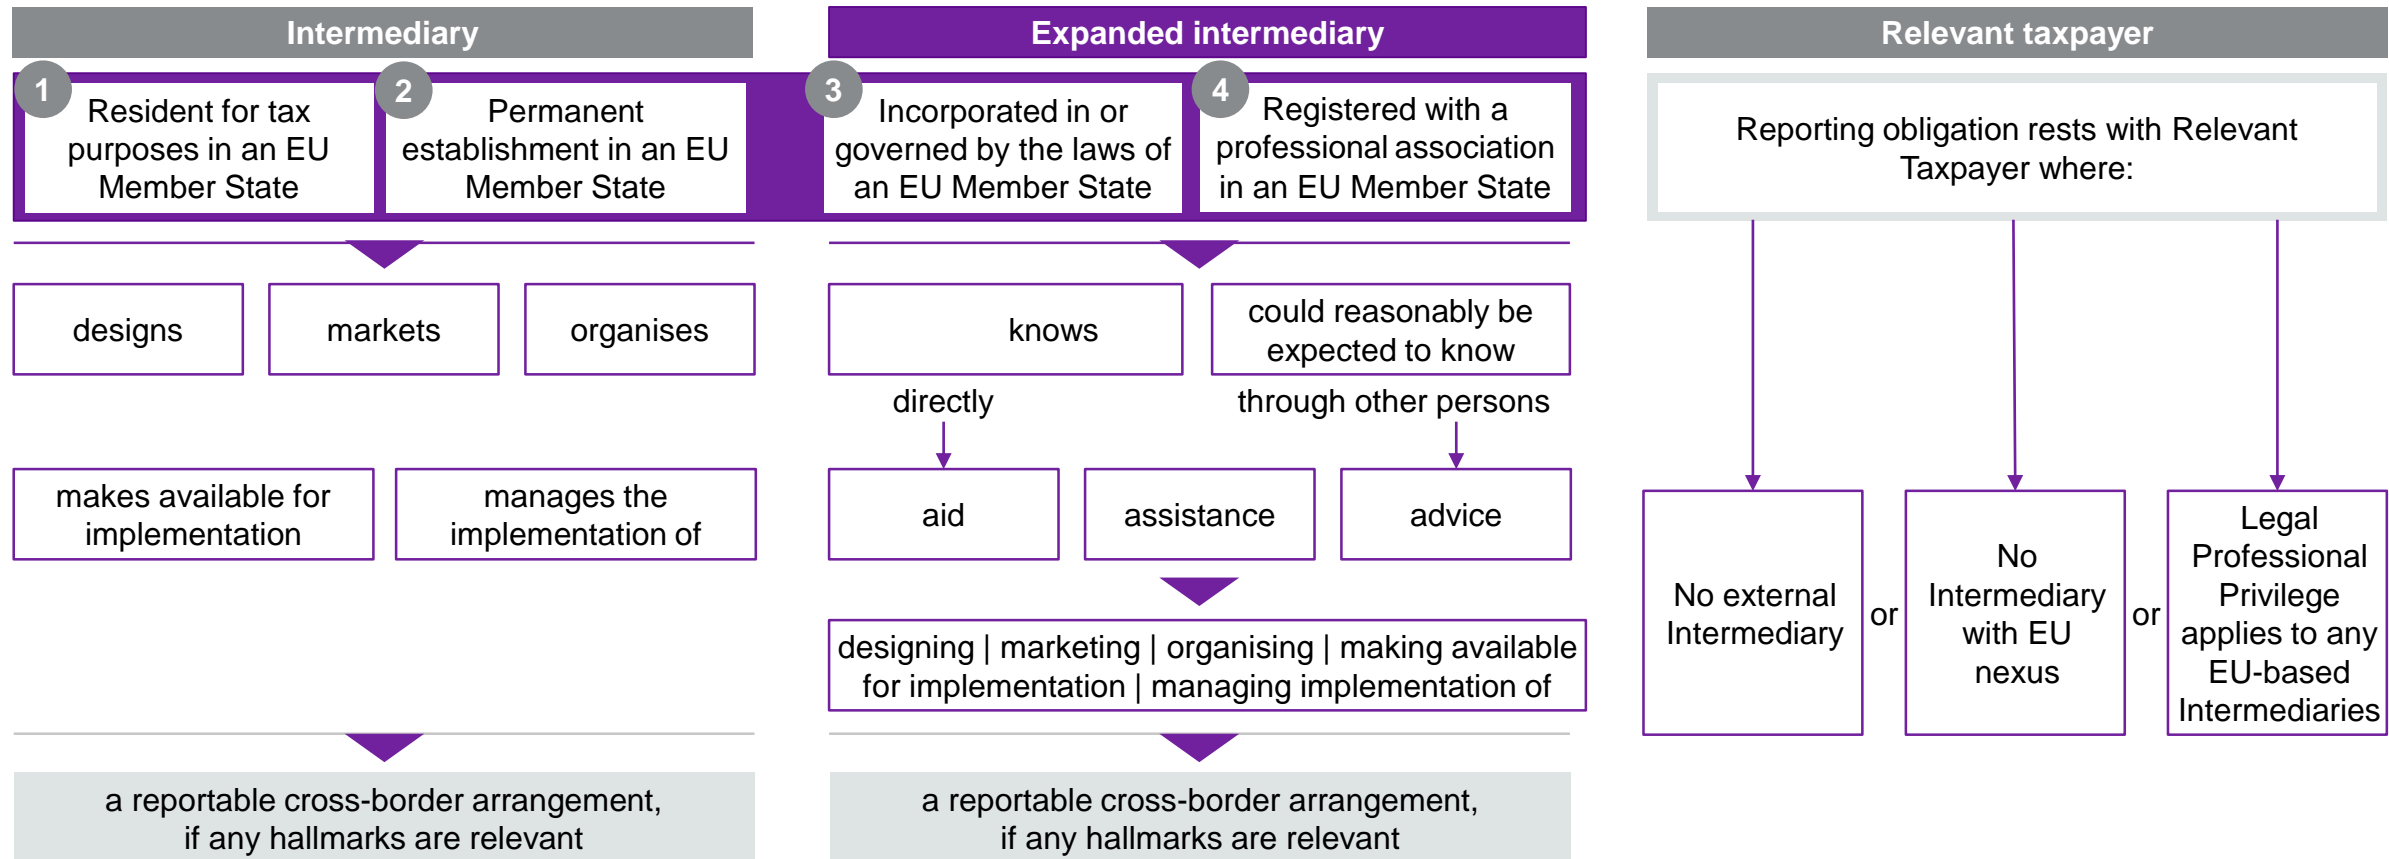 Intermediary
1
Resident for tax
purposes in an EU
Member State
2
Permanent
establishment in an EU
Member State
designs
markets
organises
makes available for
implementation
manages the
implementation of
a reportable cross-border arrangement,
if any hallmarks are relevant
Expanded intermediary
3
Incorporated in or
governed by the laws of
an EU Member State
4
Registered with a
professional association
in an EU Member State
knows
could reasonably be
expected to know
directly
through other persons
aid
assistance
advice
designing | marketing | organising | making available
for implementation | managing implementation of
a reportable cross-border arrangement,
if any hallmarks are relevant
Relevant taxpayer
Reporting obligation rests with Relevant
Taxpayer where:
No external
Intermediary
or
No
Intermediary
with EU
nexus
or
Legal
Professional
Privilege
applies to any
EU-based
Intermediaries